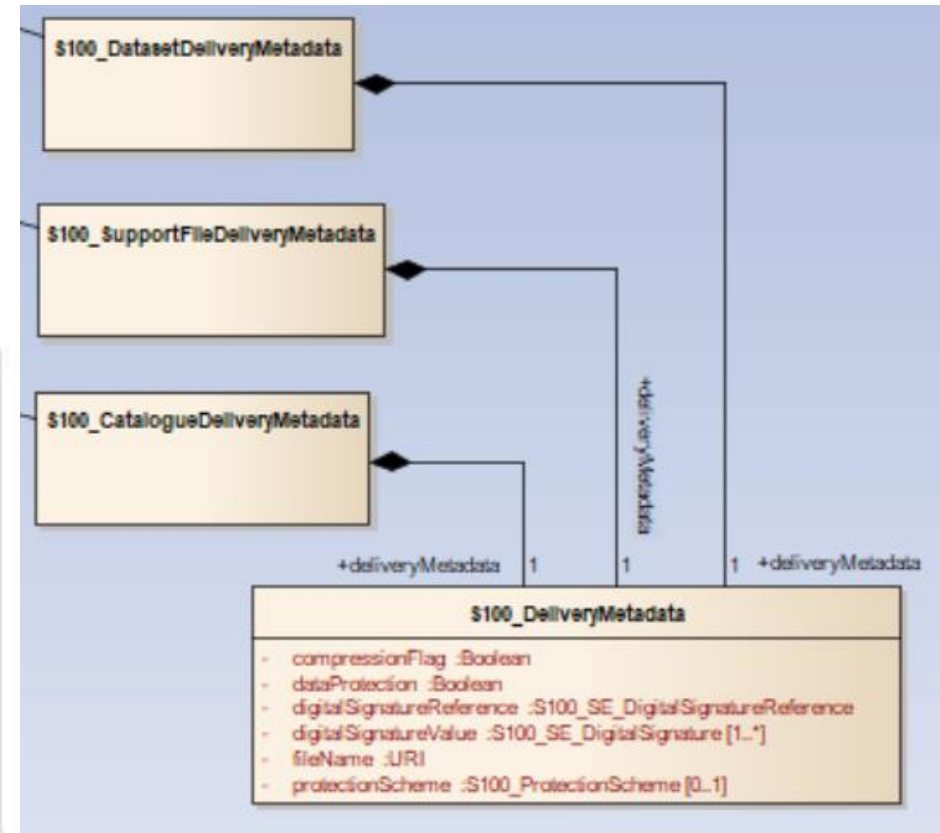 S100_DatasetDeliveryMetadata
S100_SupportFileDeliveryMetadata
+deliveryMetadata
S100_CatalogueDeliveryMetadata
+deliveryMetadata 1 1 1 +deliveryMetadata
S100_DeliveryMetadata
- compressionFlag :Boolean
- dataProtection :Boolean
- digitalSignatureReference :S100_SE_DigitalSignatureReference
- digitalSignatureValue :S100_SE_DigitalSignature [1..*]
- fileName :URI
- protectionScheme :S100_ProtectionScheme [0..1]